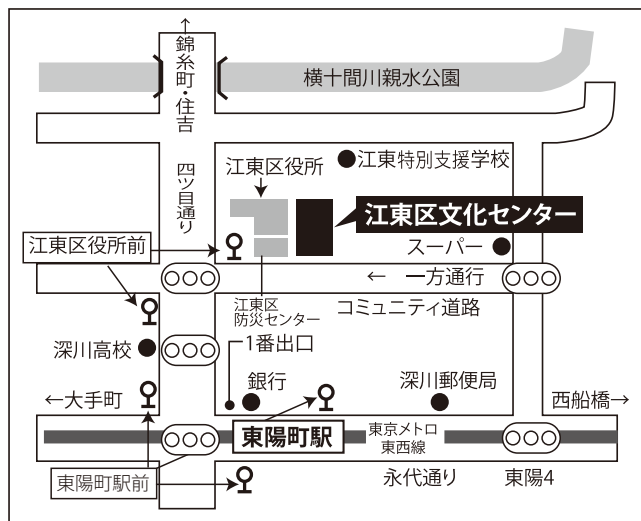 ↑錦糸町・住吉
横十間川親水公園
四ツ目通り
江東区役所
江東特別支援学校
江東区文化センター
江東区役所前
スーパー
← 一方通行
江東区
防災センター
コミュニティ道路
1番出口
深川高校
←大手町
銀行
深川郵便局
西船橋→
東陽町駅
東京メトロ
東西線
東陽町駅前
永代通り
東陽4